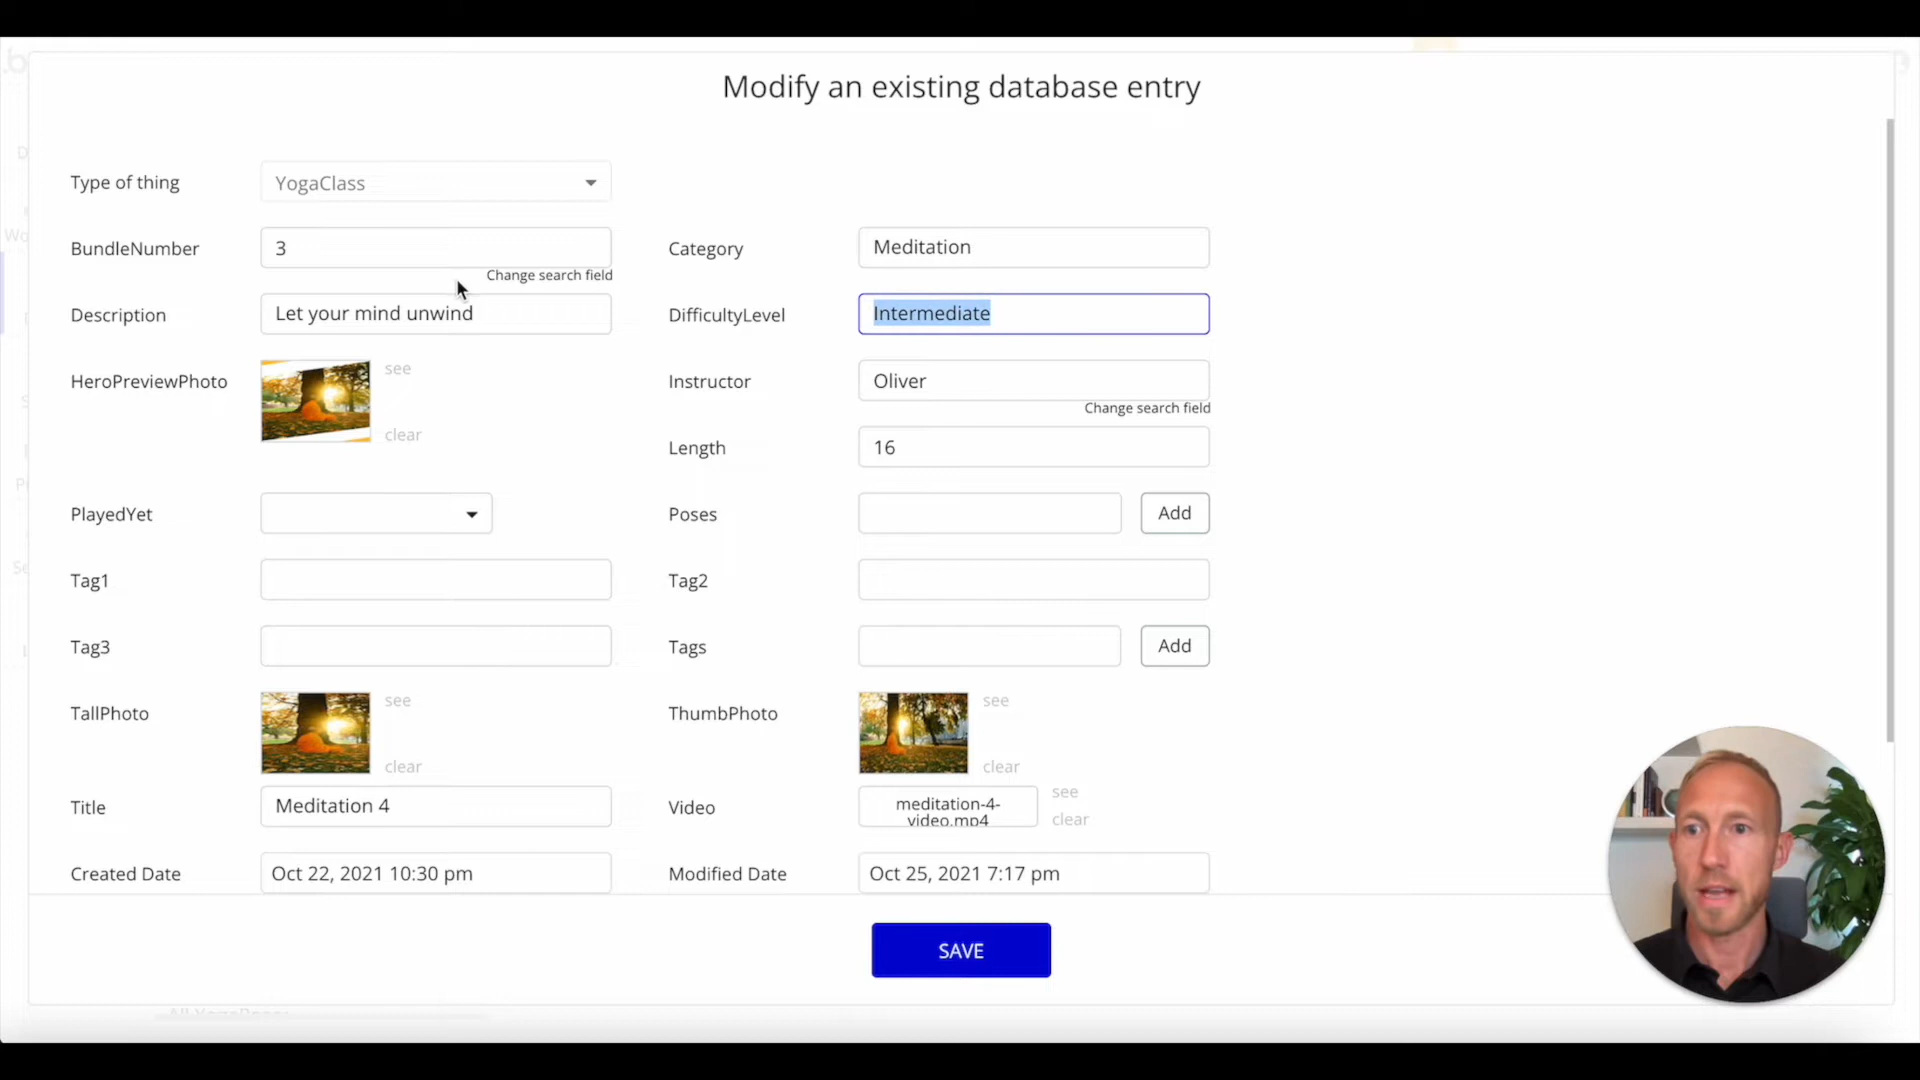 Modify an existing database entry
Type of thing YogaClass
BundleNumber 3 Category Meditation
Change search field
Description Let your mind unwind DifficultyLevel Intermediate
HeroPreviewPhoto see Instructor Oliver
Change search field
clear
Length 16
PlayedYet Poses Add
Tag1 Tag2
Tag3 Tags Add
TallPhoto see ThumbPhoto see
clear clear
Title Meditation 4 Video meditation-4-video.mp4 see
clear
Created Date Oct 22, 2021 10:30 pm Modified Date Oct 25, 2021 7:17 pm
SAVE